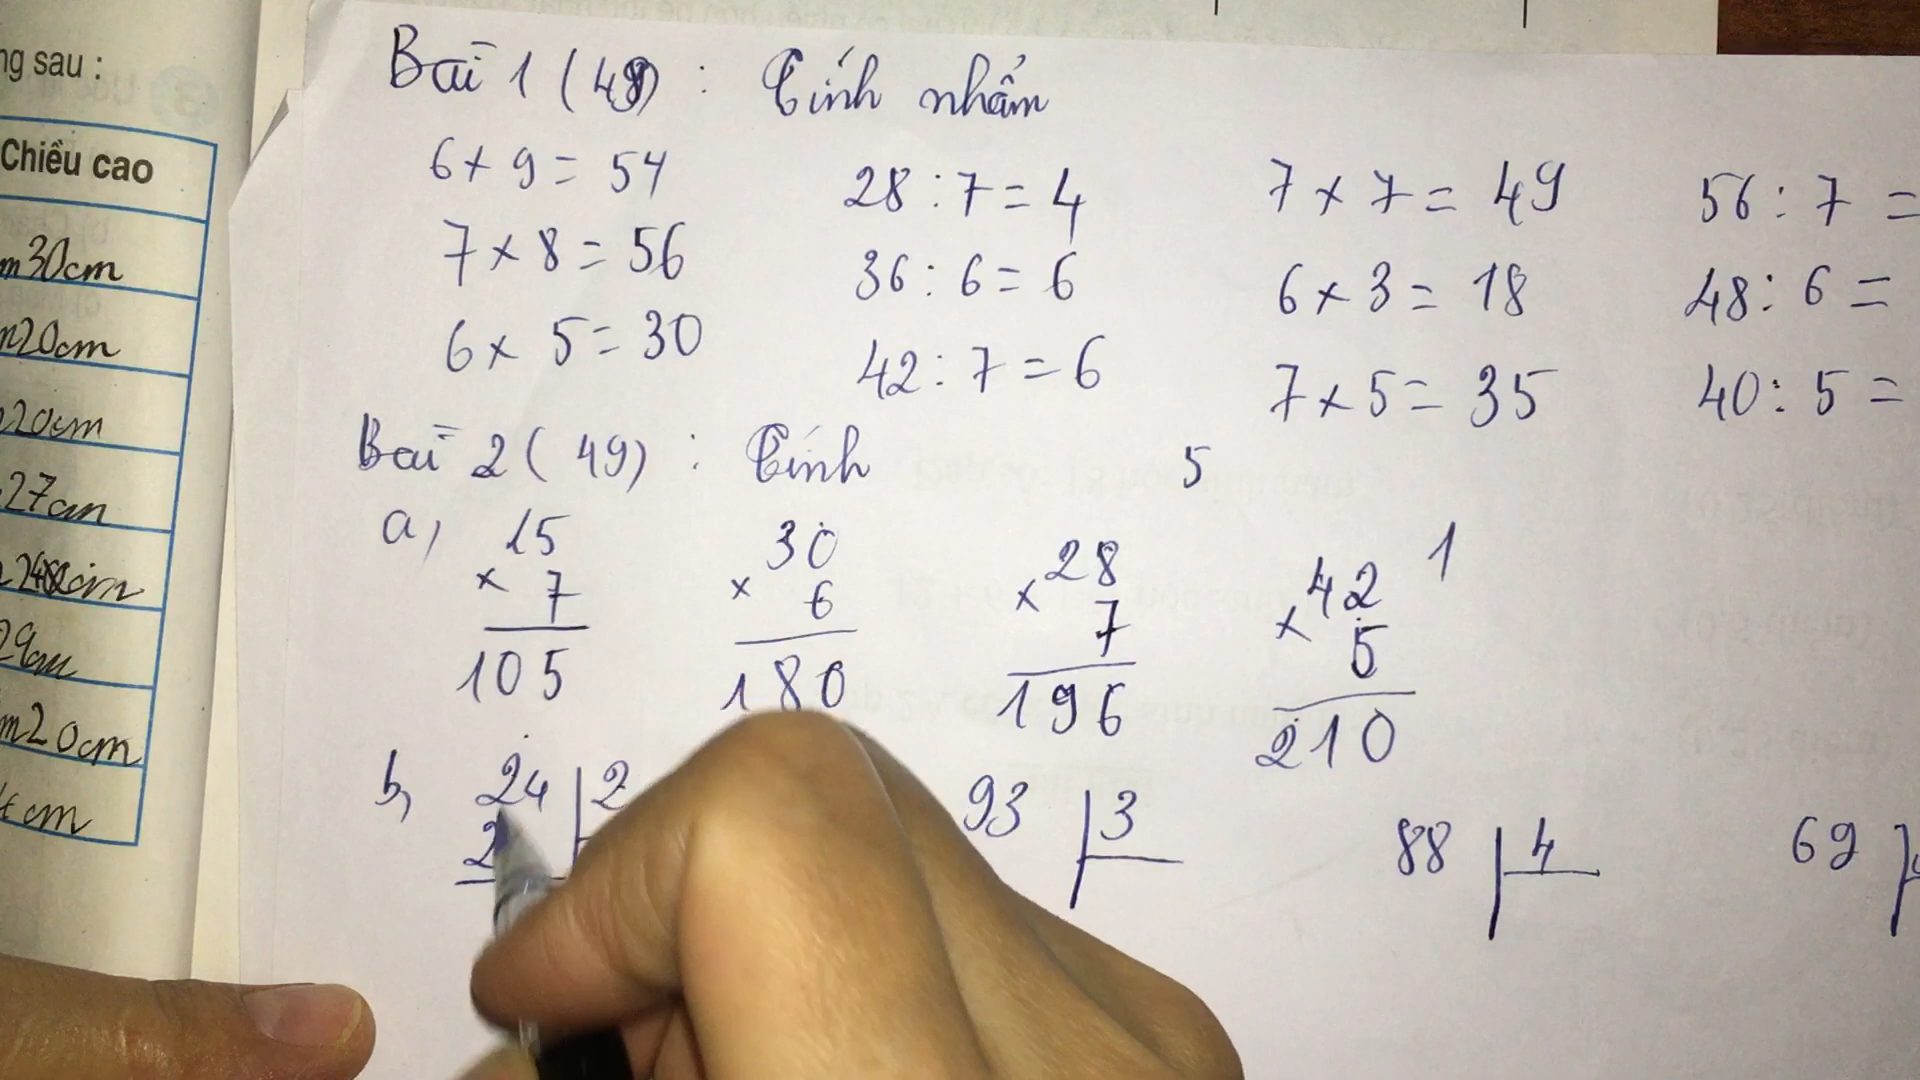 ng sau :
Chiều cao
m30cm
m20cm
20cm
27cm
29cm
m20cm
cm
Bài 1 (49) : Tính nhẩm
6 x 9 = 54 28 : 7 = 4 7 x 7 = 49 56 : 7 =
7 x 8 = 56 36 : 6 = 6 6 x 3 = 18 48 : 6 =
6 x 5 = 30 42 : 7 = 6 7 x 5 = 35 40 : 5 =
Bài 2 ( 49) : Tính 5
a, 15 30 28 42 1
x 7 x 6 x 7 x 5
105 180 196 210
b, 24 2 93 3 88 4 69
2